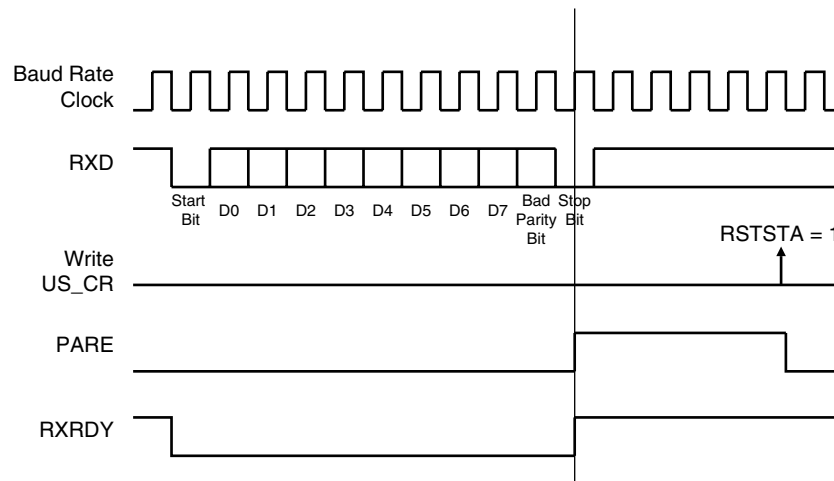 Baud Rate
Clock
RXD
Start
Bit
D0 D1 D2 D3 D4 D5 D6 D7
Bad
Parity
Bit
Stop
Bit
RSTSTA = 1
Write
US_CR
PARE
RXRDY